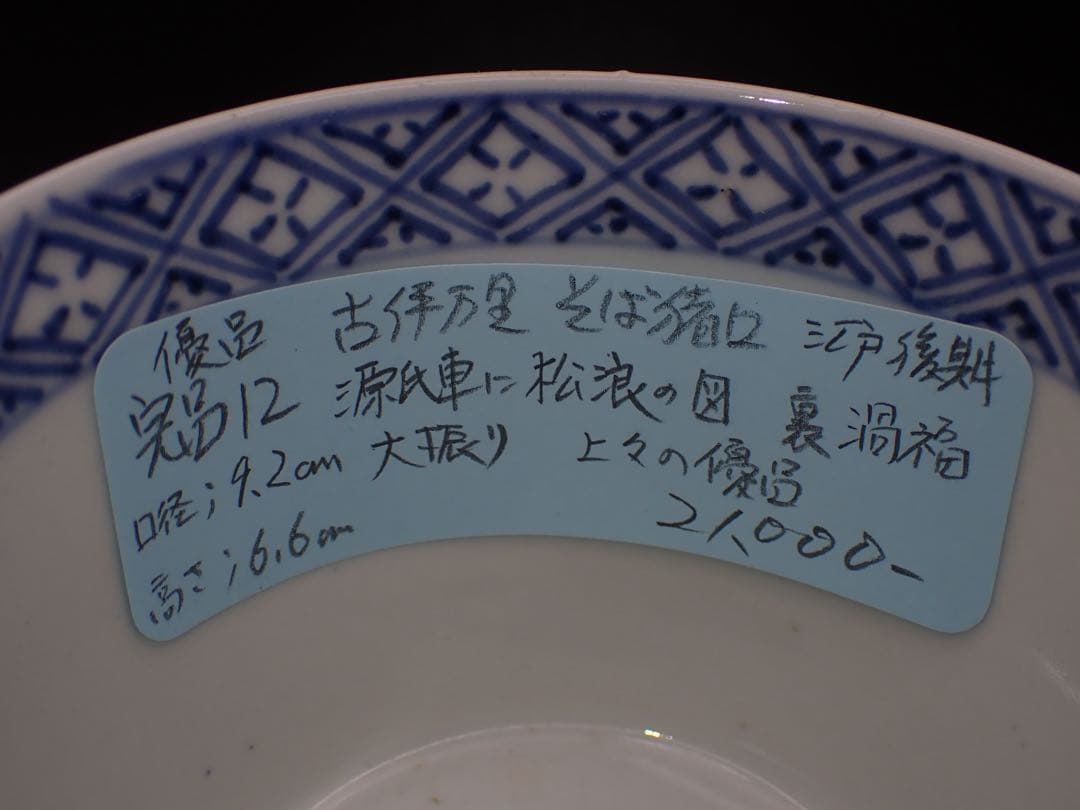 優品 古伊万里 そば猪口 江戸後期
完品12 源氏車に松浪の図 裏渦福
口径;9.2cm 大振り 上々の優品
高さ;6.6cm 21,000-